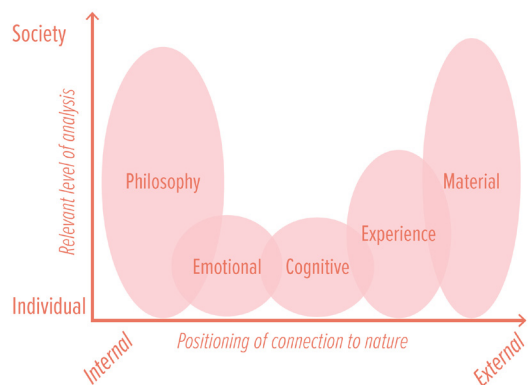 Society
Relevant level of analysis
Philosophy
Material
Experience
Emotional
Cognitive
Individual
Internal
Positioning of connection to nature
External